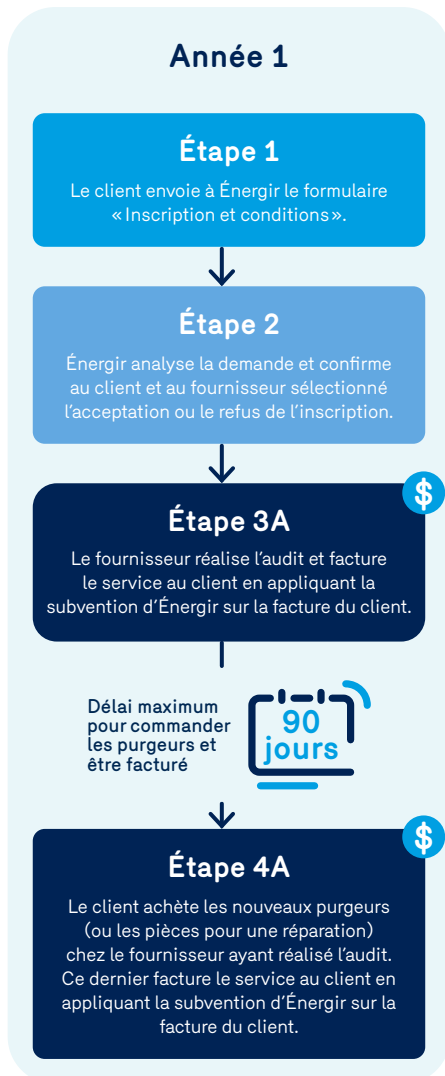 Année 1
Étape 1
Le client envoie à Énergir le formulaire
« Inscription et conditions ».
Étape 2
Énergir analyse la demande et confirme
au client et au fournisseur sélectionné
l’acceptation ou le refus de l’inscription.
$
Étape 3A
Le fournisseur réalise l’audit et facture
le service au client en appliquant la
subvention d’Énergir sur la facture du client.
Délai maximum
pour commander
les purgeurs et
être facturé
90
jours
$
Étape 4A
Le client achète les nouveaux purgeurs
(ou les pièces pour une réparation)
chez le fournisseur ayant réalisé l’audit.
Ce dernier facture le service au client en
appliquant la subvention d’Énergir sur la
facture du client.